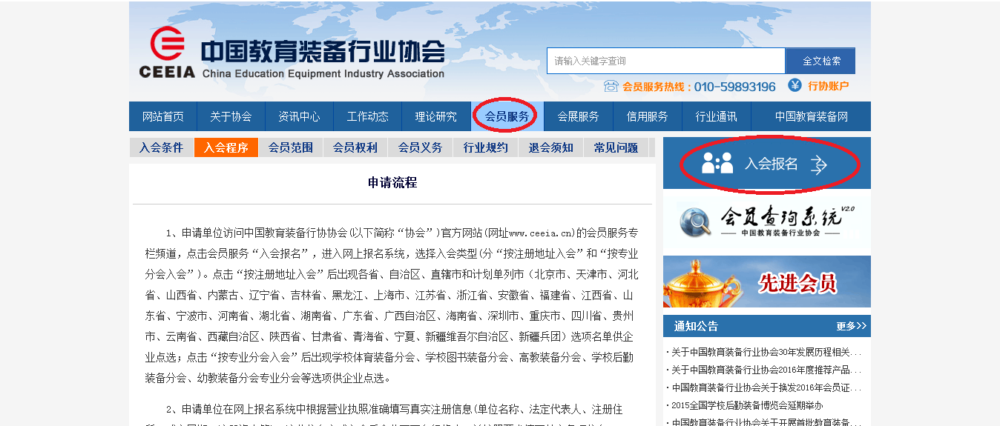 CEEIA
中国教育装备行业协会
China Education Equipment Industry Association
请输入关键字查询 全文检索
会员服务热线：010-59893196 行协账户
网站首页 关于协会 资讯中心 工作动态 理论研究 会员服务 会展服务 信用服务 行业通讯 中国教育装备网
入会条件 入会程序 会员范围 会员权利 会员义务 行业规约 退会须知 常见问题
申请流程
1、申请单位访问中国教育装备行协协会(以下简称“协会”)官方网站(网址www.ceeia.cn)的会员服务专
栏频道，点击会员服务“入会报名”，进入网上报名系统，选择入会类型(分“按注册地址入会”和“按专业
分会入会”)。点击“按注册地址入会”后出现各省、自治区、直辖市和计划单列市（北京市、天津市、河北
省、山西省、内蒙古、辽宁省、吉林省、黑龙江、上海市、江苏省、浙江省、安徽省、福建省、江西省、山
东省、宁波市、河南省、湖北省、湖南省、广东省、广西自治区、海南省、深圳市、重庆市、四川省、贵州
市、云南省、西藏自治区、陕西省、甘肃省、青海省、宁夏、新疆维吾尔自治区、新疆兵团）选项名单供企
业点选；点击“按专业分会入会”后出现学校体育装备分会、学校图书装备分会、高教装备分会、学校后勤
装备分会、幼教装备分会专业分会等选项供企业点选。
2、申请单位在网上报名系统中根据营业执照准确填写真实注册信息(单位名称、法定代表人、注册住
入会报名
会员查询系统 V2.0
中国教育装备行业协会
先进会员
通知公告 更多>>
·关于中国教育装备行业协会30年发展历程相关...
·关于中国教育装备行业协会2016年度推荐产品...
·中国教育装备行业协会关于换发2016年会员证...
·2015全国学校后勤装备博览会延期举办
·中国教育装备行业协会关于开展首批教育装备...